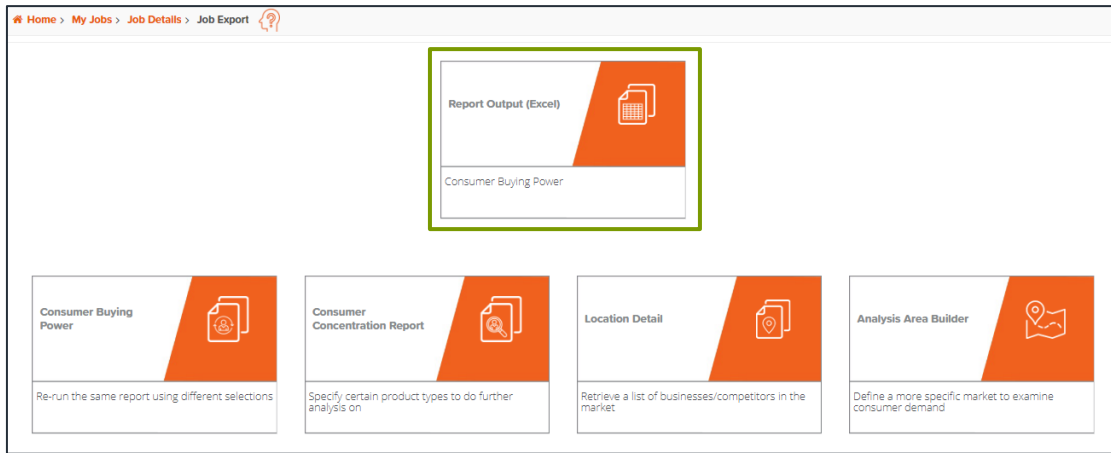 Home > My Jobs > Job Details > Job Export
Report Output (Excel)
Consumer Buying Power
Consumer Buying
Power
Re-run the same report using different selections
Consumer
Concentration Report
Specify certain product types to do further
analysis on
Location Detail
Retrieve a list of businesses/competitors in the
market
Analysis Area Builder
Define a more specific market to examine
consumer demand